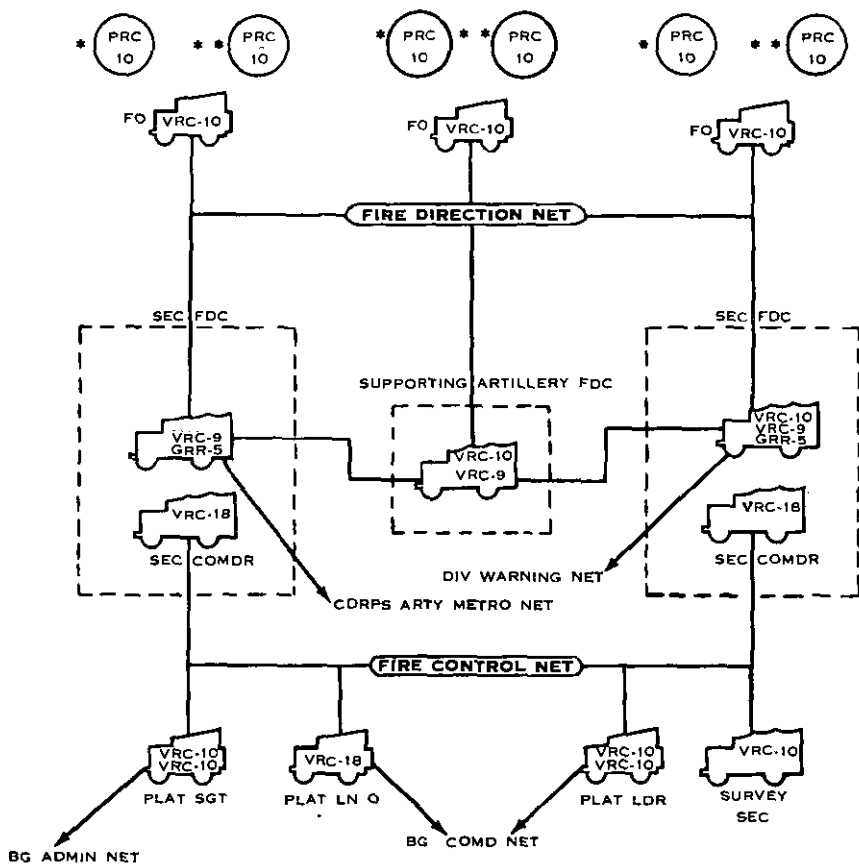 * PRC 10 * * PRC 10 * PRC 10 * * PRC 10 * PRC 10 * * PRC 10
FO VRC-10 FO VRC-10 FO VRC-10
FIRE DIRECTION NET
SEC FDC SEC FDC
SUPPORTING ARTILLERY FDC
VRC-9
GRR-5
VRC-10
VRC-9
VRC-10
VRC-9
GRR-5
VRC-18 VRC-18
SEC COMDR SEC COMDR
DIV WARNING NET
CDRPS ARTY METRO NET
FIRE CONTROL NET
VRC-10
VRC-10
VRC-18
VRC-10
VRC-10
VRC-10
PLAT SGT PLAT LN O PLAT LDR SURVEY
SEC
BG ADMIN NET BG COMD NET